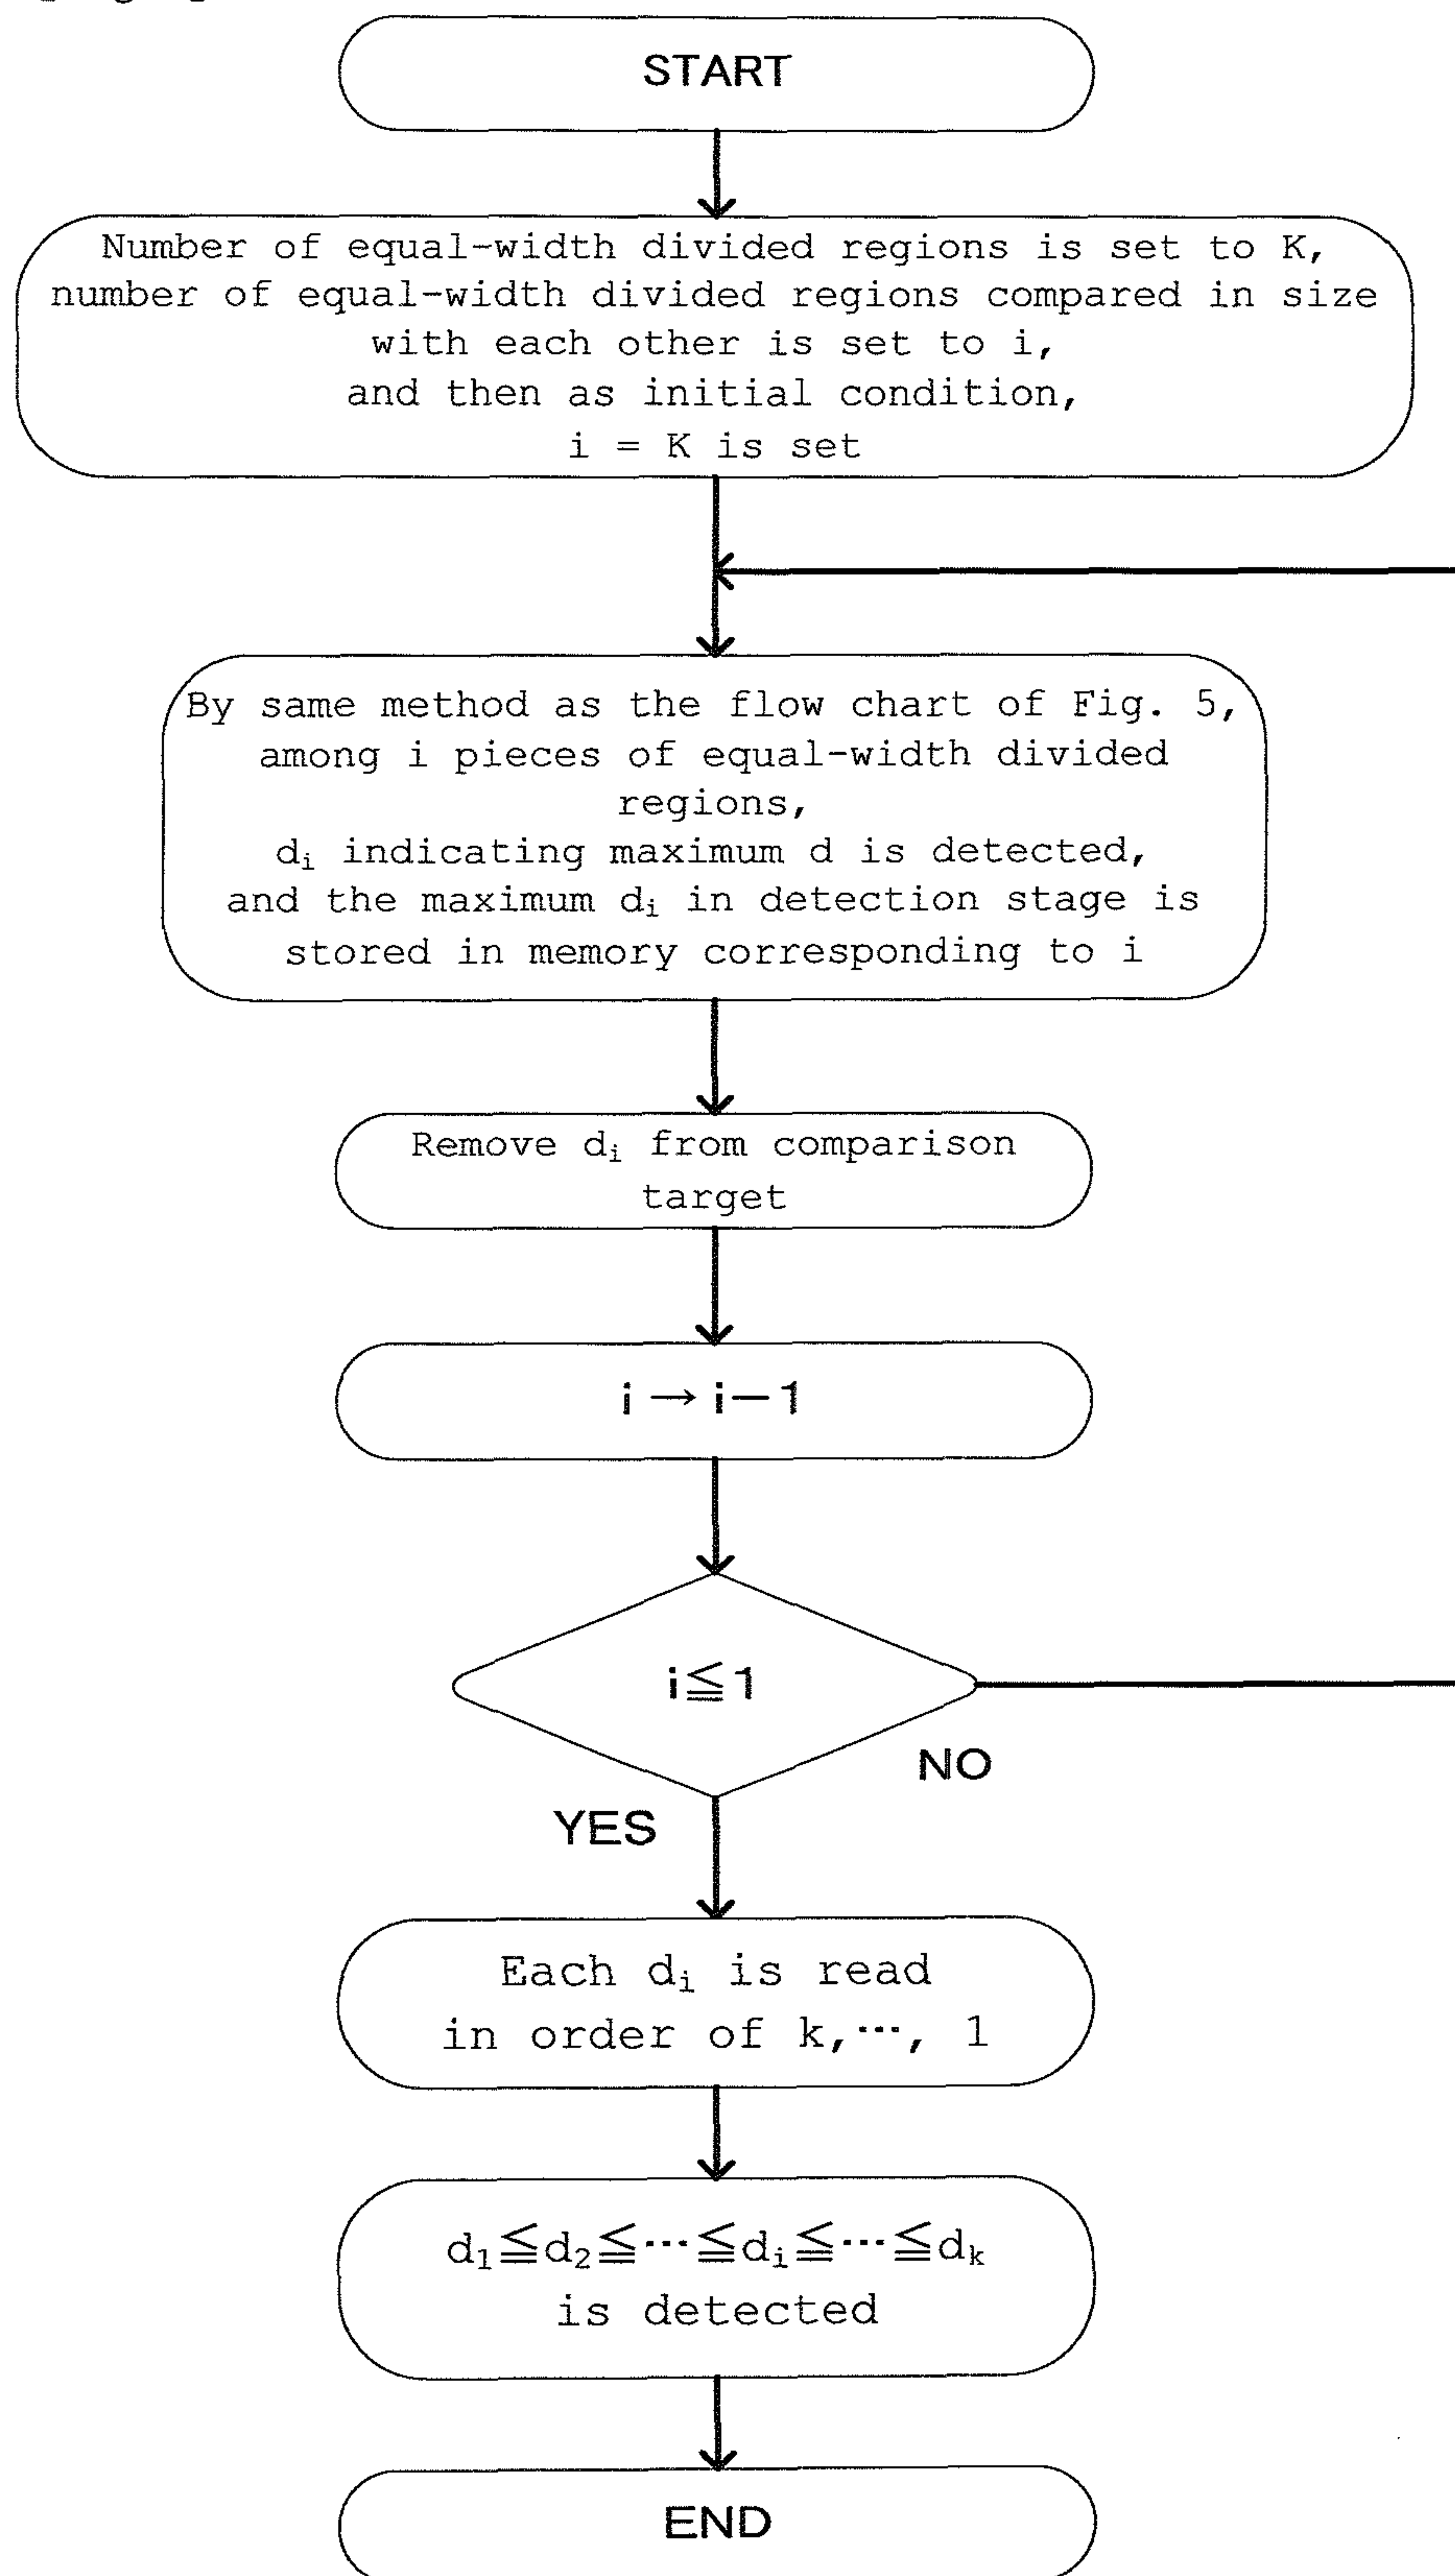 START
Number of equal-width divided regions is set to K,
number of equal-width divided regions compared in size
with each other is set to i,
and then as initial condition,
i = K is set
By same method as the flow chart of Fig. 5,
among i pieces of equal-width divided
regions,
dᵢ indicating maximum d is detected,
and the maximum dᵢ in detection stage is
stored in memory corresponding to i
Remove dᵢ from comparison
target
i → i−1
i≦1
NO
YES
Each dᵢ is read
in order of k,⋯, 1
d₁≦d₂≦⋯≦dᵢ≦⋯≦dₖ
is detected
END